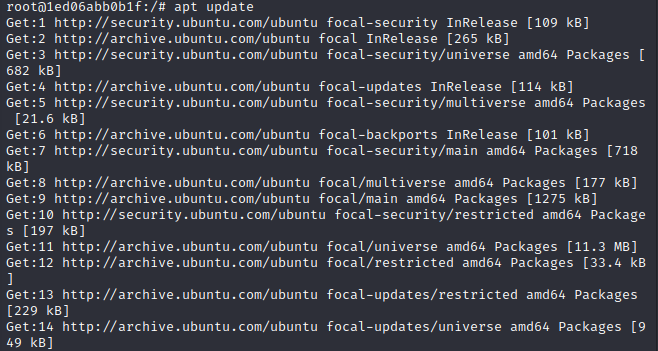 root@1ed06abb0b1f:/# apt update
Get:1 http://security.ubuntu.com/ubuntu focal-security InRelease [109 kB]
Get:2 http://archive.ubuntu.com/ubuntu focal InRelease [265 kB]
Get:3 http://security.ubuntu.com/ubuntu focal-security/universe amd64 Packages [
682 kB]
Get:4 http://archive.ubuntu.com/ubuntu focal-updates InRelease [114 kB]
Get:5 http://security.ubuntu.com/ubuntu focal-security/multiverse amd64 Packages
 [21.6 kB]
Get:6 http://archive.ubuntu.com/ubuntu focal-backports InRelease [101 kB]
Get:7 http://security.ubuntu.com/ubuntu focal-security/main amd64 Packages [718
kB]
Get:8 http://archive.ubuntu.com/ubuntu focal/multiverse amd64 Packages [177 kB]
Get:9 http://archive.ubuntu.com/ubuntu focal/main amd64 Packages [1275 kB]
Get:10 http://security.ubuntu.com/ubuntu focal-security/restricted amd64 Package
s [197 kB]
Get:11 http://archive.ubuntu.com/ubuntu focal/universe amd64 Packages [11.3 MB]
Get:12 http://archive.ubuntu.com/ubuntu focal/restricted amd64 Packages [33.4 kB
]
Get:13 http://archive.ubuntu.com/ubuntu focal-updates/restricted amd64 Packages
[229 kB]
Get:14 http://archive.ubuntu.com/ubuntu focal-updates/universe amd64 Packages [9
49 kB]